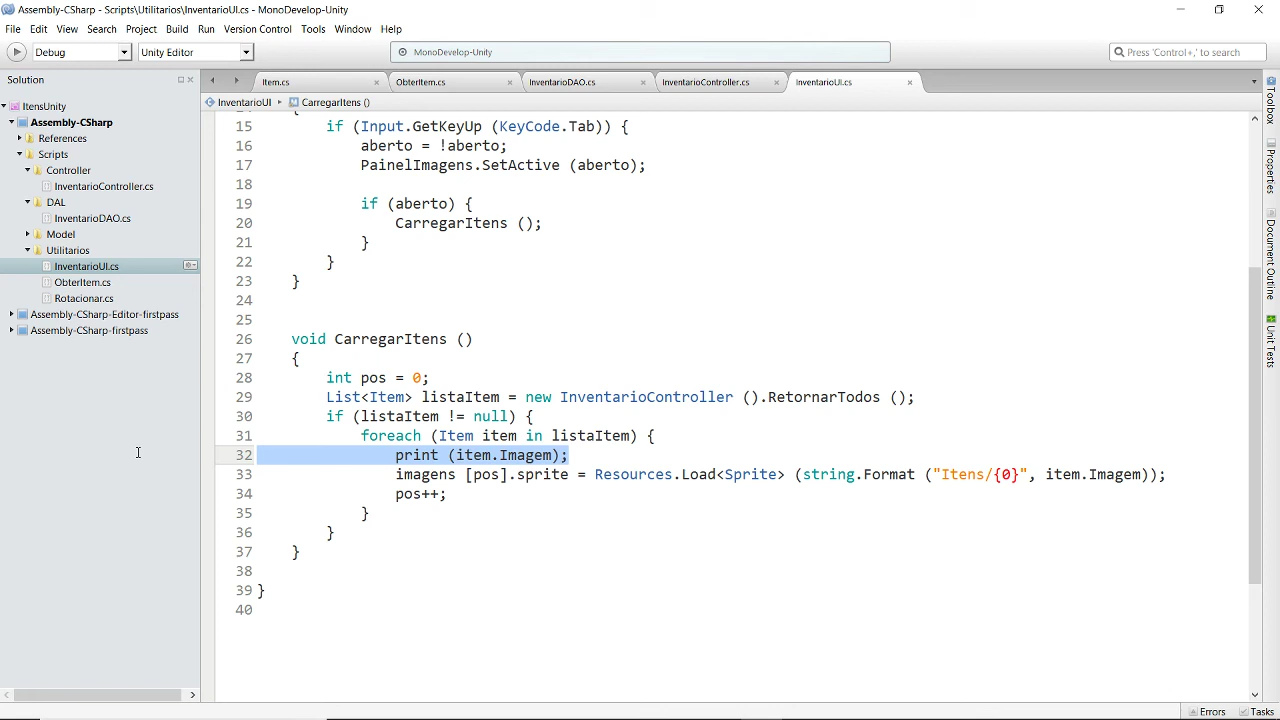 Assembly-CSharp - Scripts\Utilitarios\InventarioUI.cs - MonoDevelop-Unity
File Edit View Search Project Build Run Version Control Tools Window Help
Debug Unity Editor MonoDevelop-Unity Press 'Control+,' to search
Solution
ItensUnity
Assembly-CSharp
References
Scripts
Controller
InventarioController.cs
DAL
InventarioDAO.cs
Model
Utilitarios
InventarioUI.cs
ObterItem.cs
Rotacionar.cs
Assembly-CSharp-Editor-firstpass
Assembly-CSharp-firstpass
Item.cs ObterItem.cs InventarioDAO.cs InventarioController.cs InventarioUI.cs
InventarioUI CarregarItens ()
15 if (Input.GetKeyUp (KeyCode.Tab)) {
16 aberto = !aberto;
17 PainelImagens.SetActive (aberto);
18
19 if (aberto) {
20 CarregarItens ();
21 }
22 }
23 }
24
25
26 void CarregarItens ()
27 {
28 int pos = 0;
29 List<Item> listaItem = new InventarioController ().RetornarTodos ();
30 if (listaItem != null) {
31 foreach (Item item in listaItem) {
32 print (item.Imagem);
33 imagens [pos].sprite = Resources.Load<Sprite> (string.Format ("Itens/{0}", item.Imagem));
34 pos++;
35 }
36 }
37 }
38
39 }
40
Toolbox
Properties
Document Outline
Unit Tests
Errors Tasks